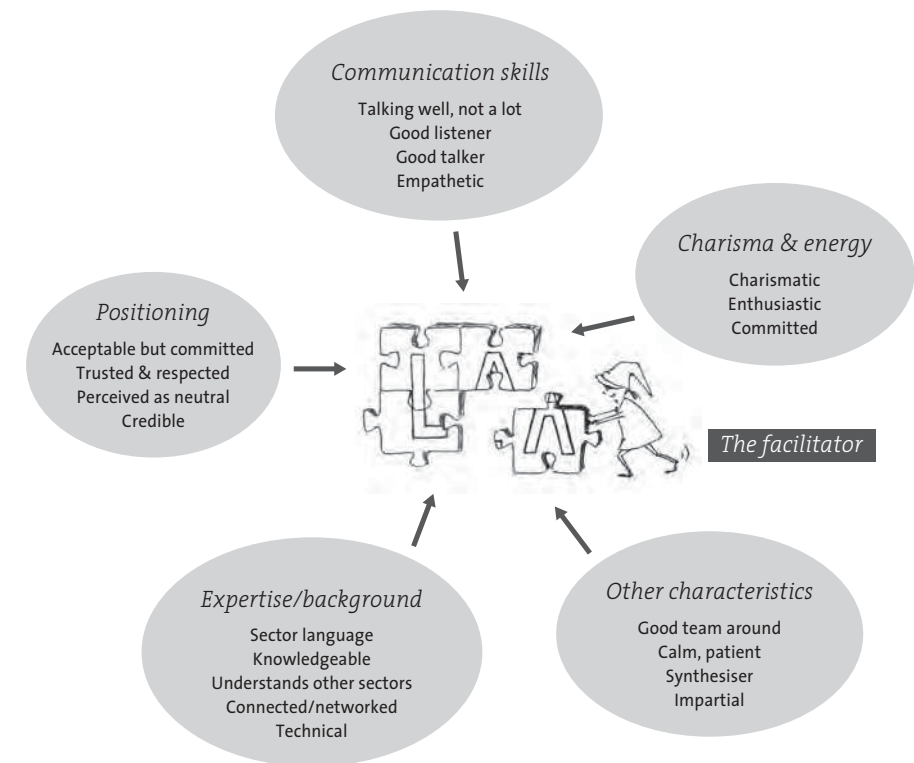 Communication skills
Talking well, not a lot
Good listener
Good talker
Empathetic
Charisma & energy
Charismatic
Enthusiastic
Committed
Positioning
Acceptable but committed
Trusted & respected
Perceived as neutral
Credible
L A
Λ
The facilitator
Expertise/background
Sector language
Knowledgeable
Understands other sectors
Connected/networked
Technical
Other characteristics
Good team around
Calm, patient
Synthesiser
Impartial